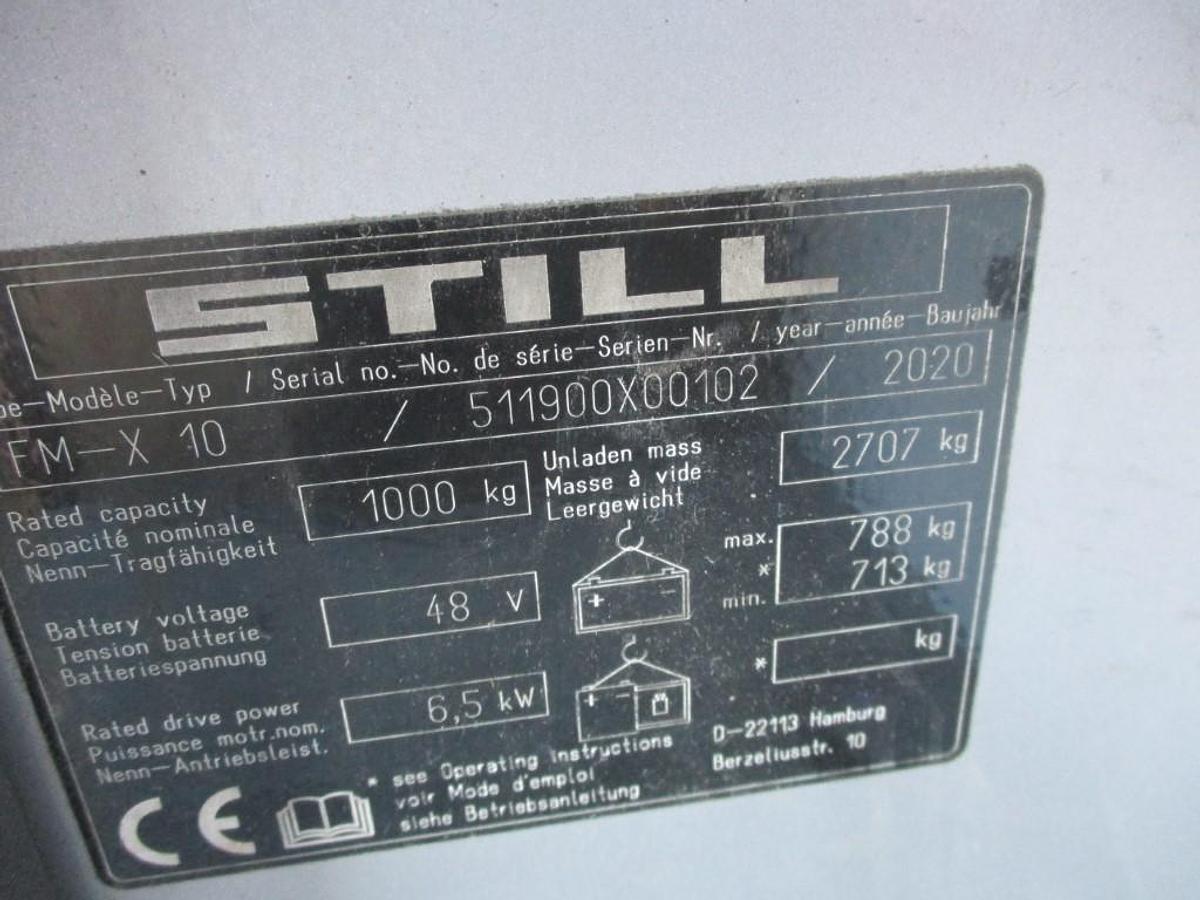 STILL
pe-Modèle-Typ / Serial no.-No. de série-Serien-Nr. / year-année-Baujahr
FM-X 10 / 511900X00102 / 2020
Rated capacity
Capacité nominale
Nenn-Tragfähigkeit
1000 kg
Unladen mass
Masse à vide
Leergewicht
2707 kg
Battery voltage
Tension batterie
Batteriespannung
48 V
+ -
max. 788 kg
* 713 kg
min.
Rated drive power
Puissance motr.nom.
Nenn-Antriebsleist.
6,5 kW
+ -
* kg
* see Operating instructions
voir Mode d'emploi
siehe Betriebsanleitung
D-22113 Hamburg
Berzeliusstr. 10
CE